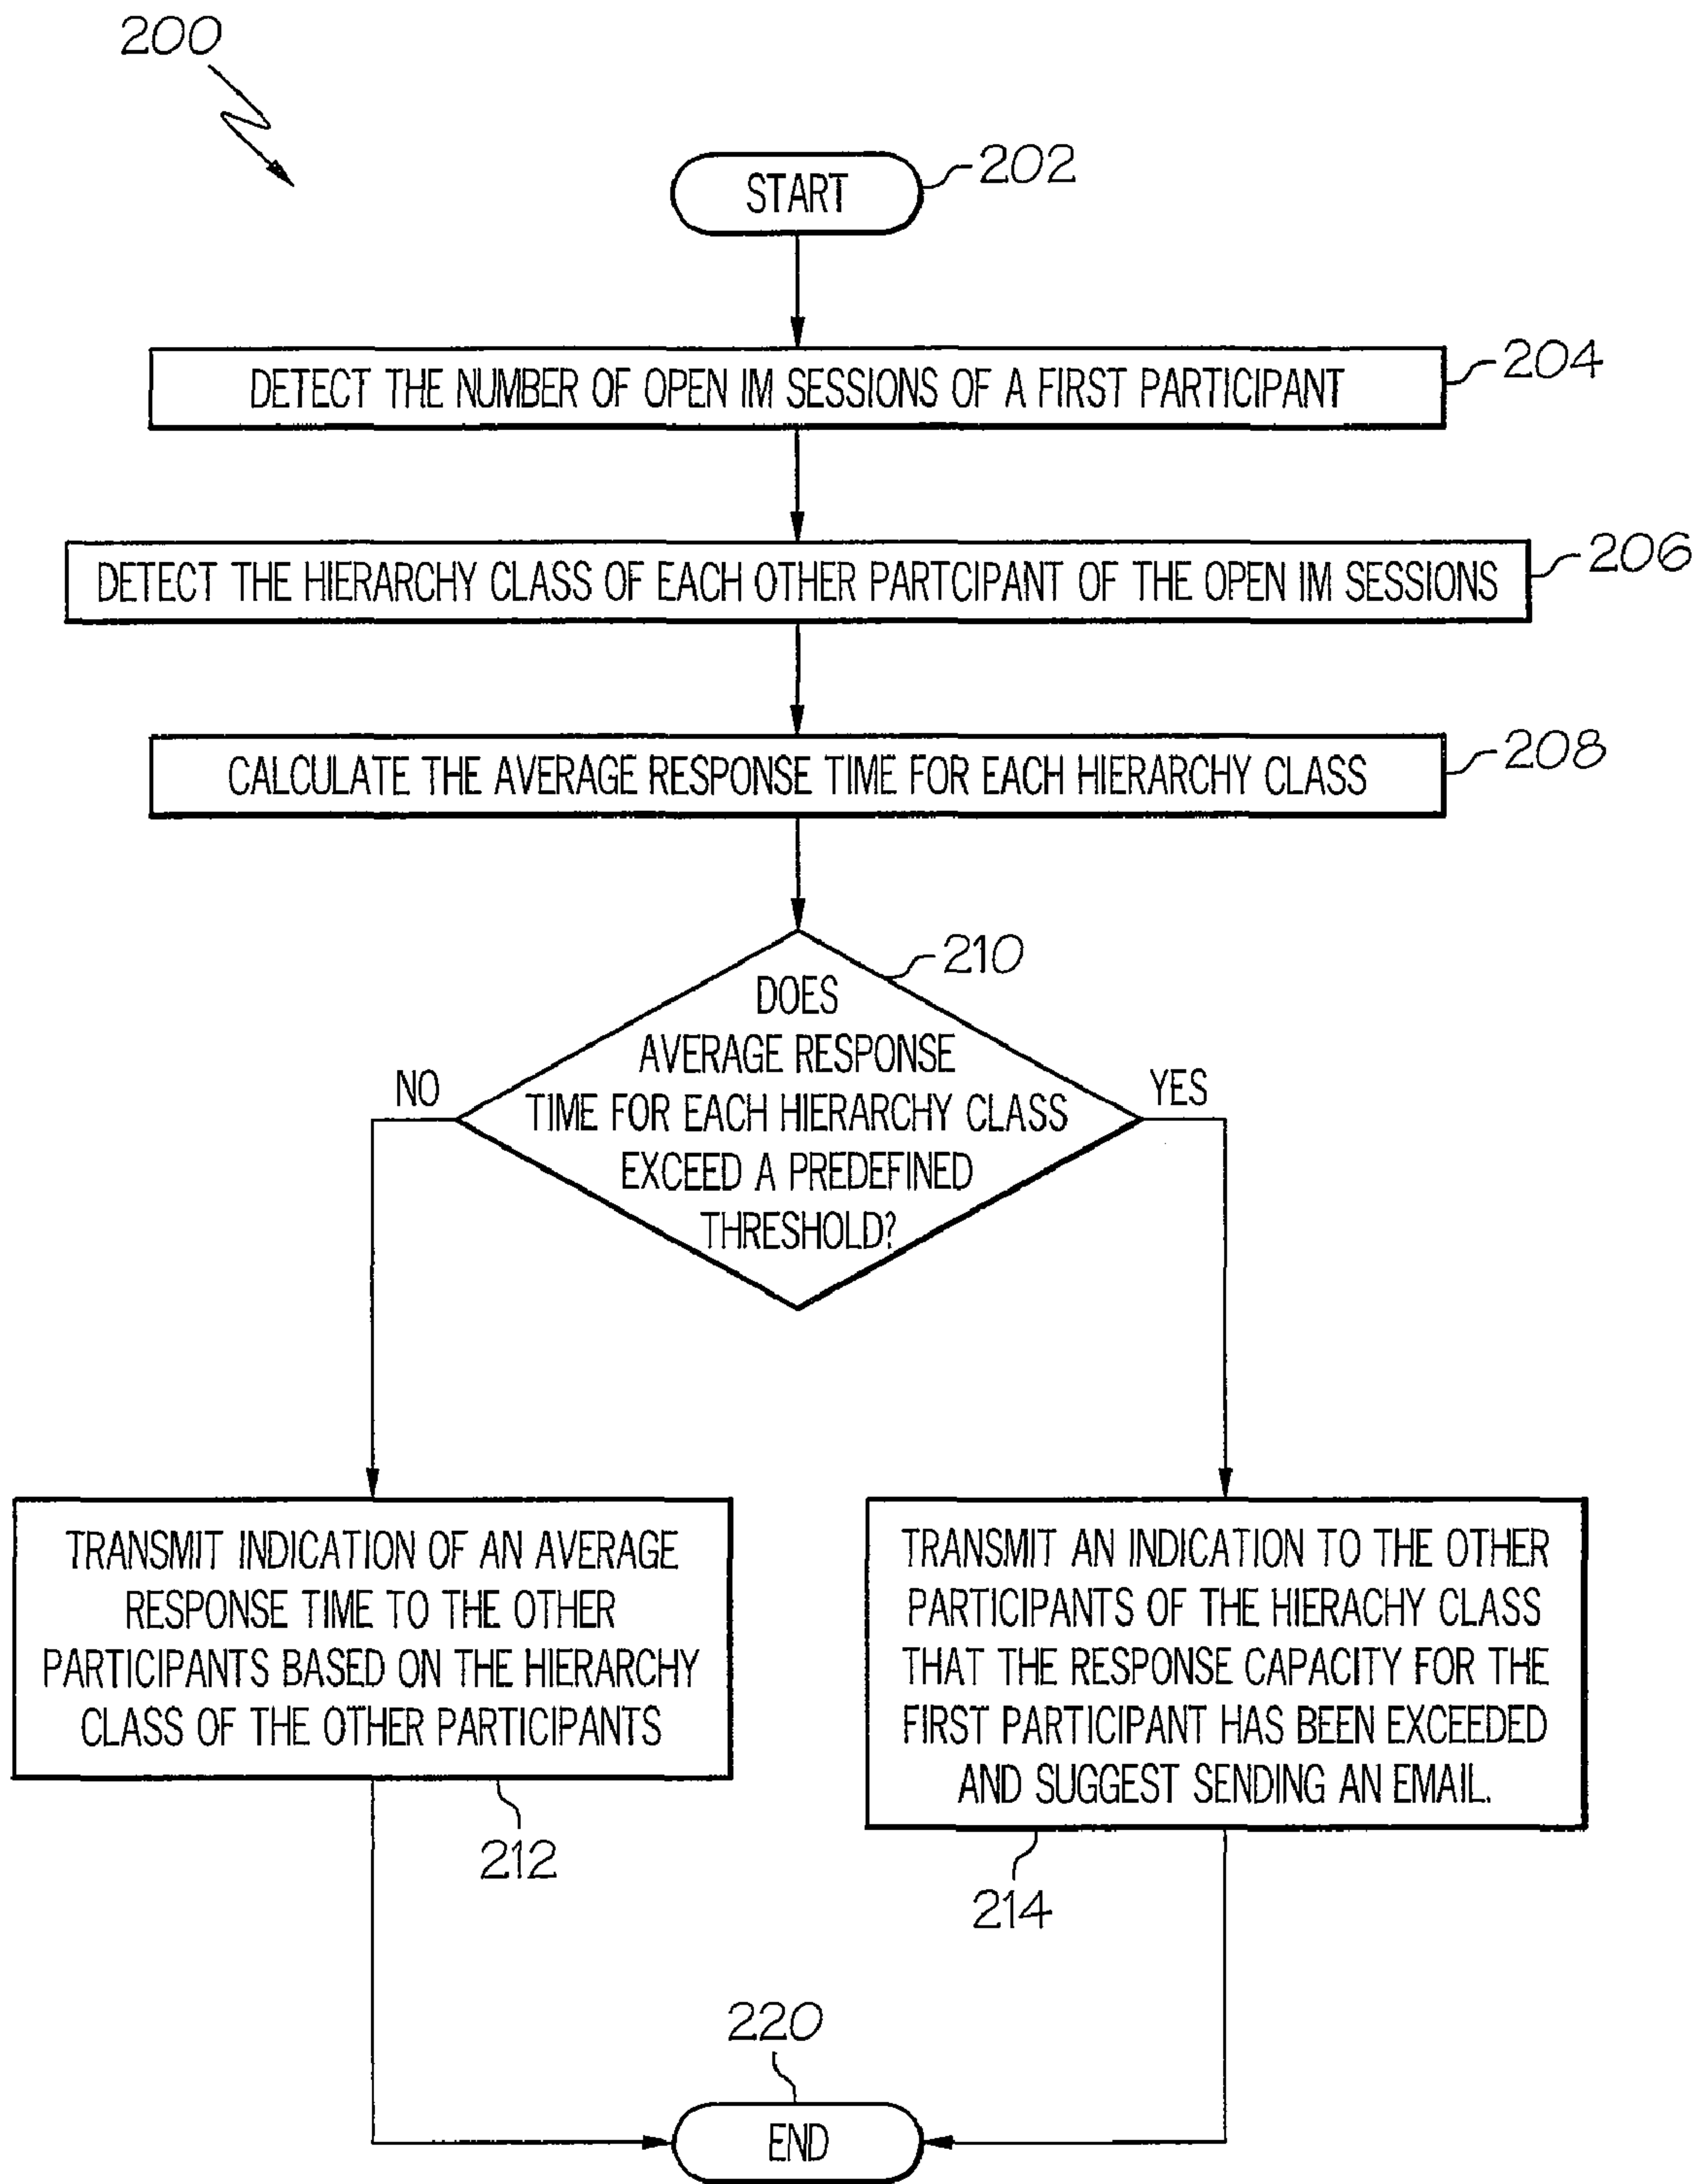 200
START
202
DETECT THE NUMBER OF OPEN IM SESSIONS OF A FIRST PARTICIPANT
204
DETECT THE HIERARCHY CLASS OF EACH OTHER PARTCIPANT OF THE OPEN IM SESSIONS
206
CALCULATE THE AVERAGE RESPONSE TIME FOR EACH HIERARCHY CLASS
208
210
DOES
AVERAGE RESPONSE
TIME FOR EACH HIERARCHY CLASS
EXCEED A PREDEFINED
THRESHOLD?
NO
YES
TRANSMIT INDICATION OF AN AVERAGE
RESPONSE TIME TO THE OTHER
PARTICIPANTS BASED ON THE HIERARCHY
CLASS OF THE OTHER PARTICIPANTS
212
TRANSMIT AN INDICATION TO THE OTHER
PARTICIPANTS OF THE HIERACHY CLASS
THAT THE RESPONSE CAPACITY FOR THE
FIRST PARTICIPANT HAS BEEN EXCEEDED
AND SUGGEST SENDING AN EMAIL.
214
220
END